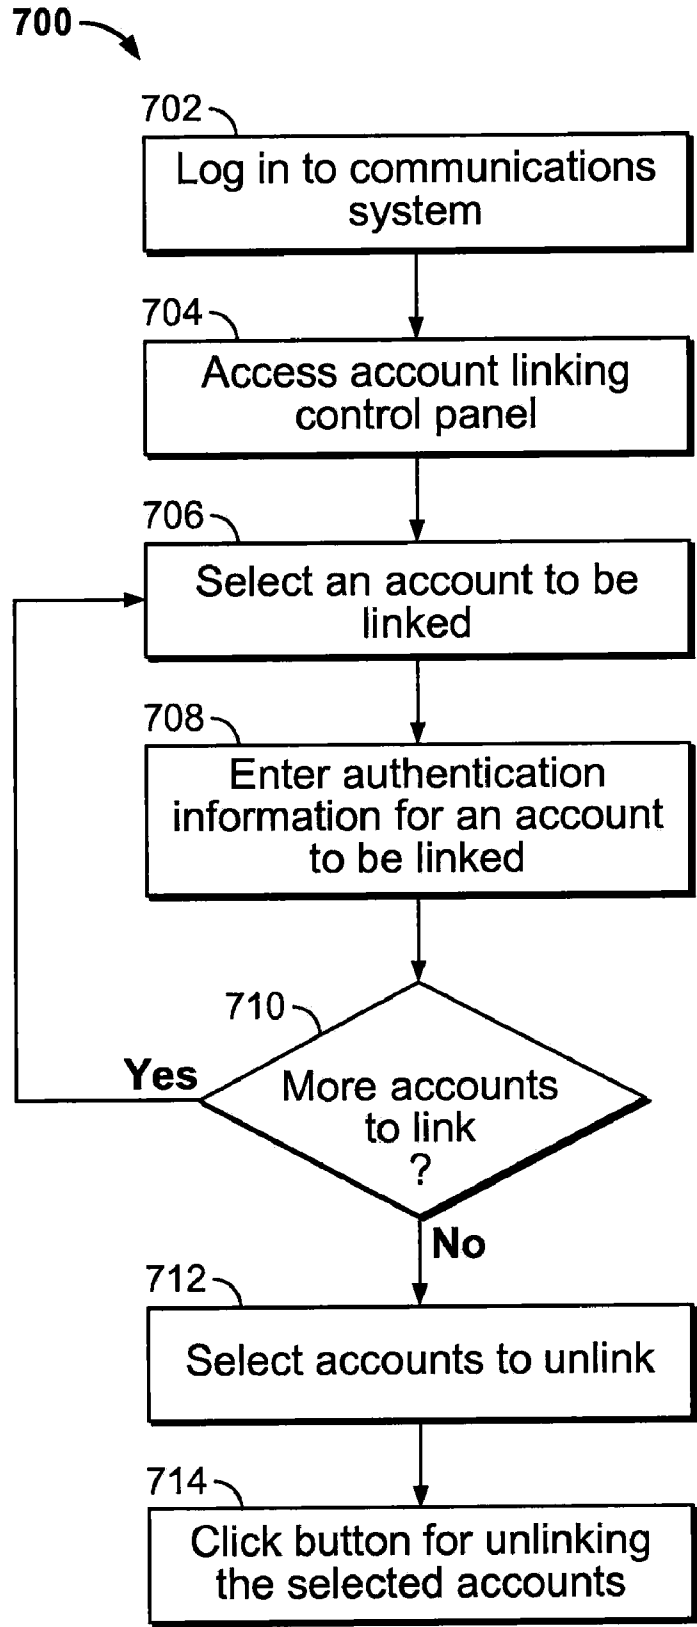 700
702
Log in to communications
system
704
Access account linking
control panel
706
Select an account to be
linked
708
Enter authentication
information for an account
to be linked
710
Yes
More accounts
to link
?
No
712
Select accounts to unlink
714
Click button for unlinking
the selected accounts